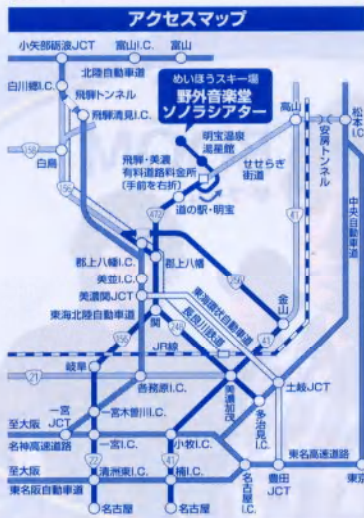 アクセスマップ
小矢部砺波JCT
富山I.C.
富山
北陸自動車道
白川郷I.C.
飛騨トンネル
飛騨清見I.C.
めいほうスキー場
野外音楽堂
ソノラシアター
高山
松本I.C.
安房トンネル
158
白鳥
明宝温泉
湯星館
せせらぎ
街道
飛騨・美濃
有料道路料金所
(手前を右折)
156
道の駅・明宝
472
41
中央自動車道
郡上八幡I.C.
郡上八幡
256
美並I.C.
美濃関JCT
東海環状自動車道
長良川鉄道
金山
東海北陸自動車道
関
156
248
41
JR線
岐阜
21
各務原I.C.
美濃加茂
土岐JCT
多治見I.C.
一宮
JCT
一宮木曽川I.C.
至大阪
名神高速道路
一宮I.C.
小牧I.C.
東名高速道路
至大阪
東名阪自動車道
22
清洲東I.C.
41
楠I.C.
名古屋I.C.
豊田
JCT
東京
名古屋
名古屋